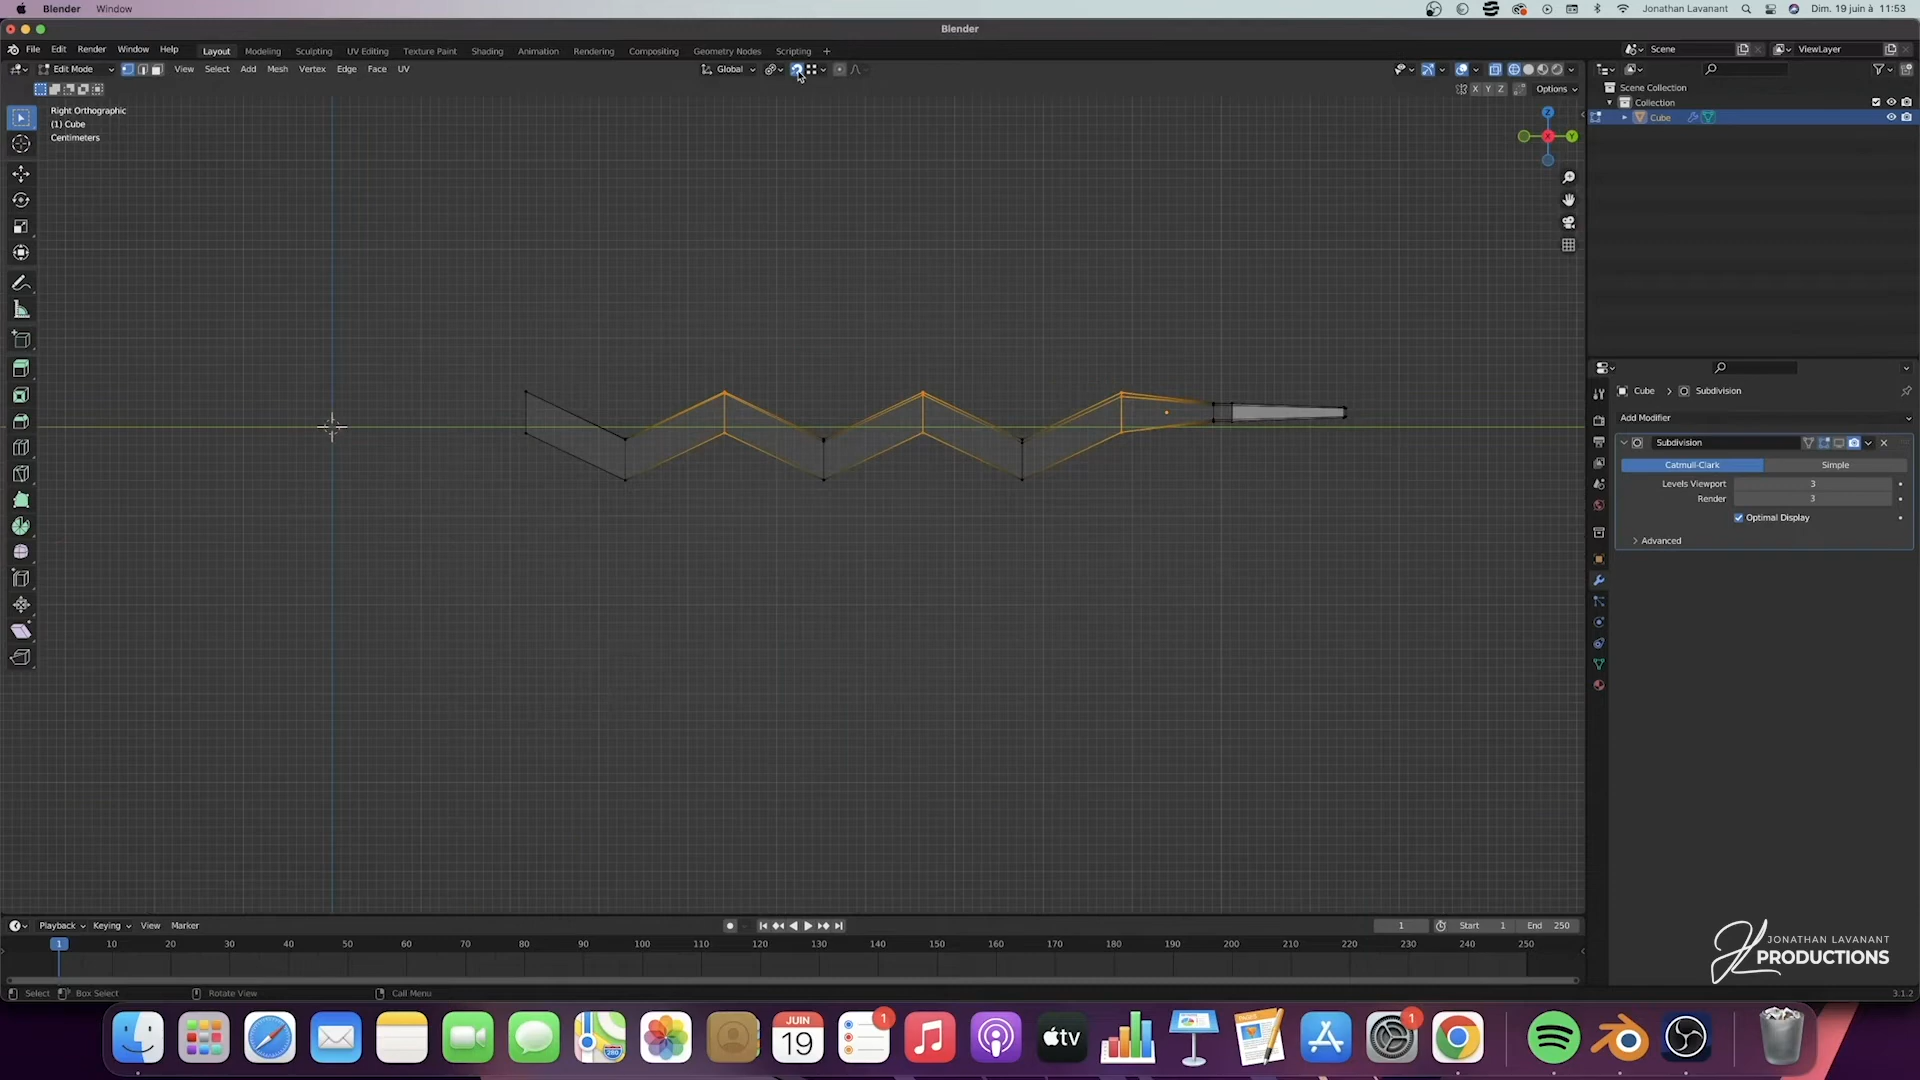 Blender Window Jonathan Lavanant Dim. 19 juin à 11:53
Blender
File Edit Render Window Help Layout Modeling Sculpting UV Editing Texture Paint Shading Animation Rendering Compositing Geometry Nodes Scripting + Scene ViewLayer
Edit Mode View Select Add Mesh Vertex Edge Face UV Global
X Y Z Options
Scene Collection
Collection
Cube
Right Orthographic
(1) Cube
Centimeters
Z
X Y
Cube > Subdivision
Add Modifier
Subdivision
Catmull-Clark Simple
Levels Viewport 3
Render 3
Optimal Display
Advanced
Playback Keying View Marker 1 Start 1 End 250
1 10 20 30 40 50 60 70 80 90 100 110 120 130 140 150 160 170 180 190 200 210 220 230 240 250
JONATHAN LAVANANT
PRODUCTIONS
Select Box Select Rotate View Call Menu 3.1.2
JUIN
19
1
280
tv
1